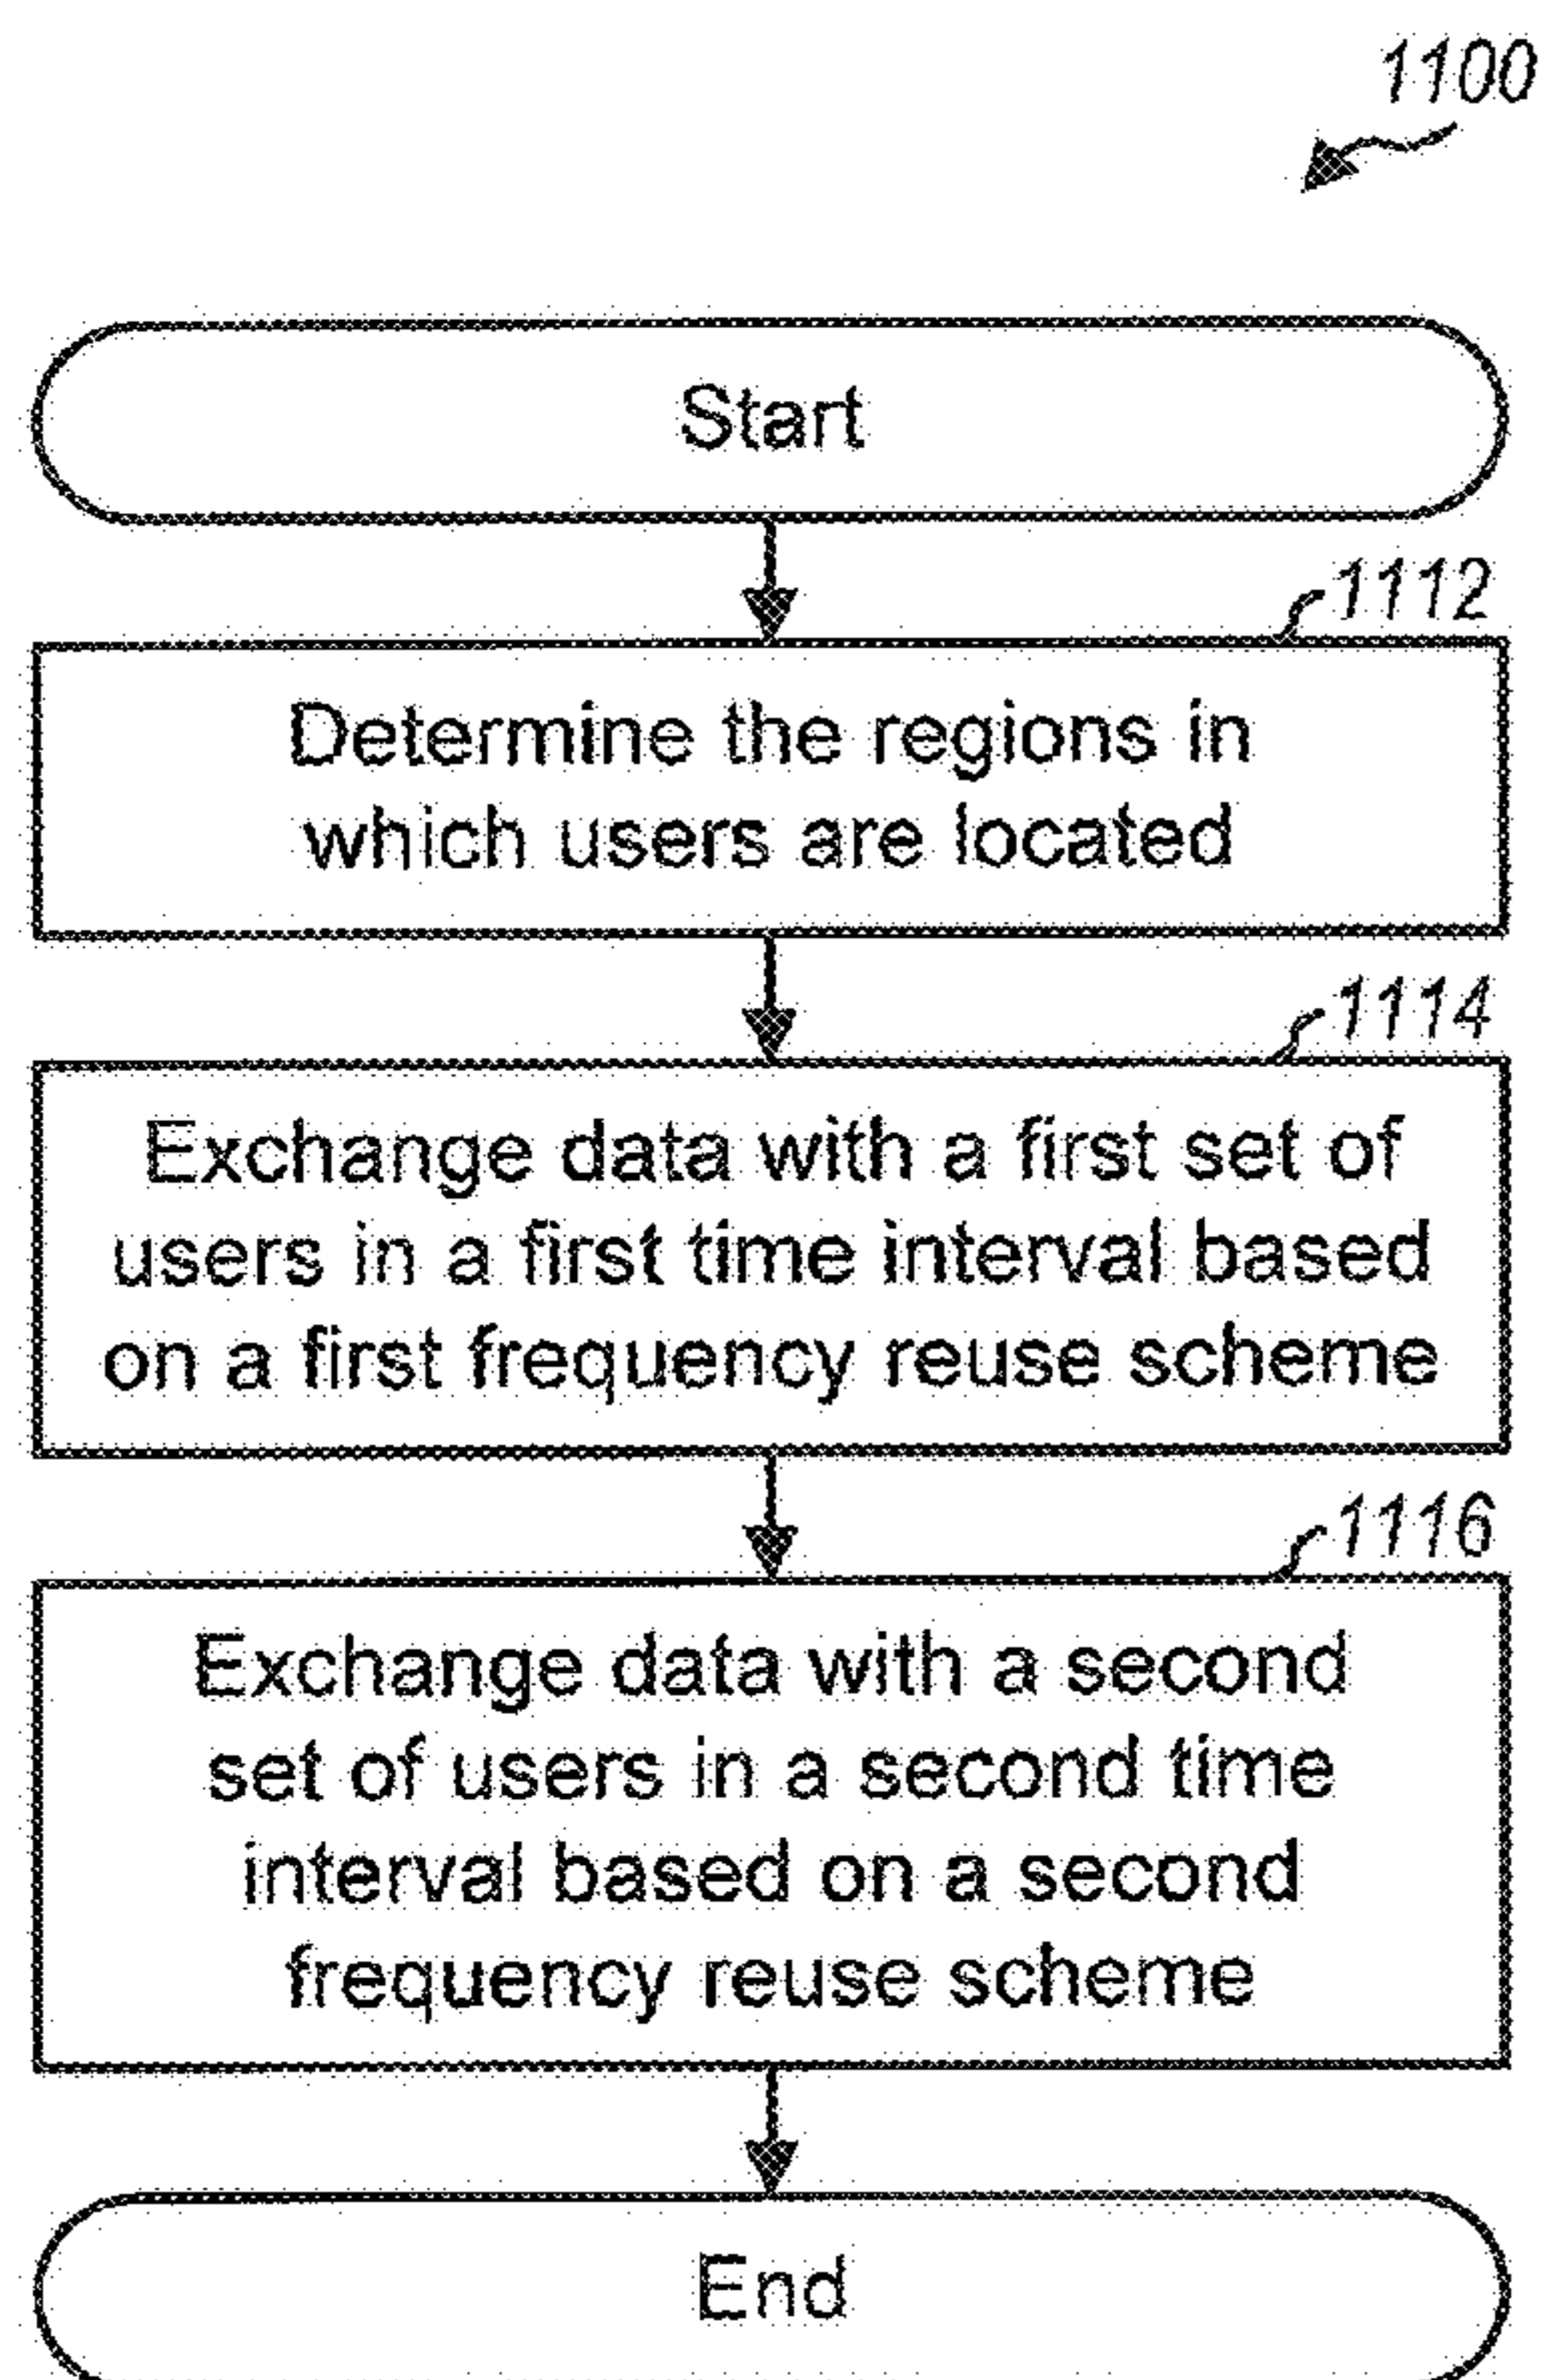 1100
Start
1112
Determine the regions in
which users are located
1114
Exchange data with a first set of
users in a first time interval based
on a first frequency reuse scheme
1116
Exchange data with a second
set of users in a second time
interval based on a second
frequency reuse scheme
End